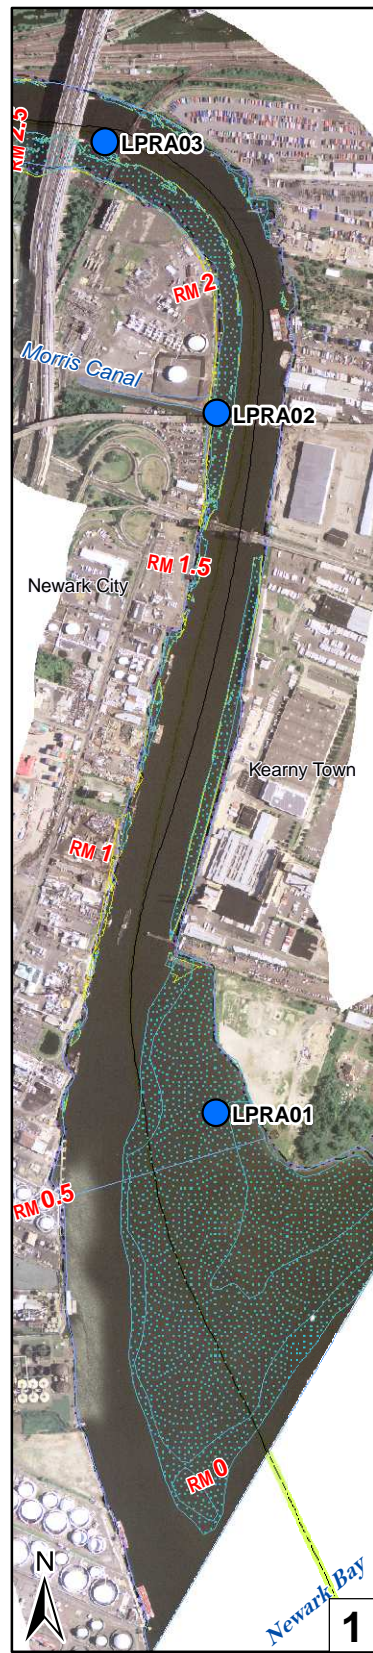 RM 2.5
LPRA03
RM 2
Morris Canal
LPRA02
RM 1.5
Newark City
Kearny Town
RM 1
LPRA01
RM 0.5
RM 0
N
Newark Bay
1